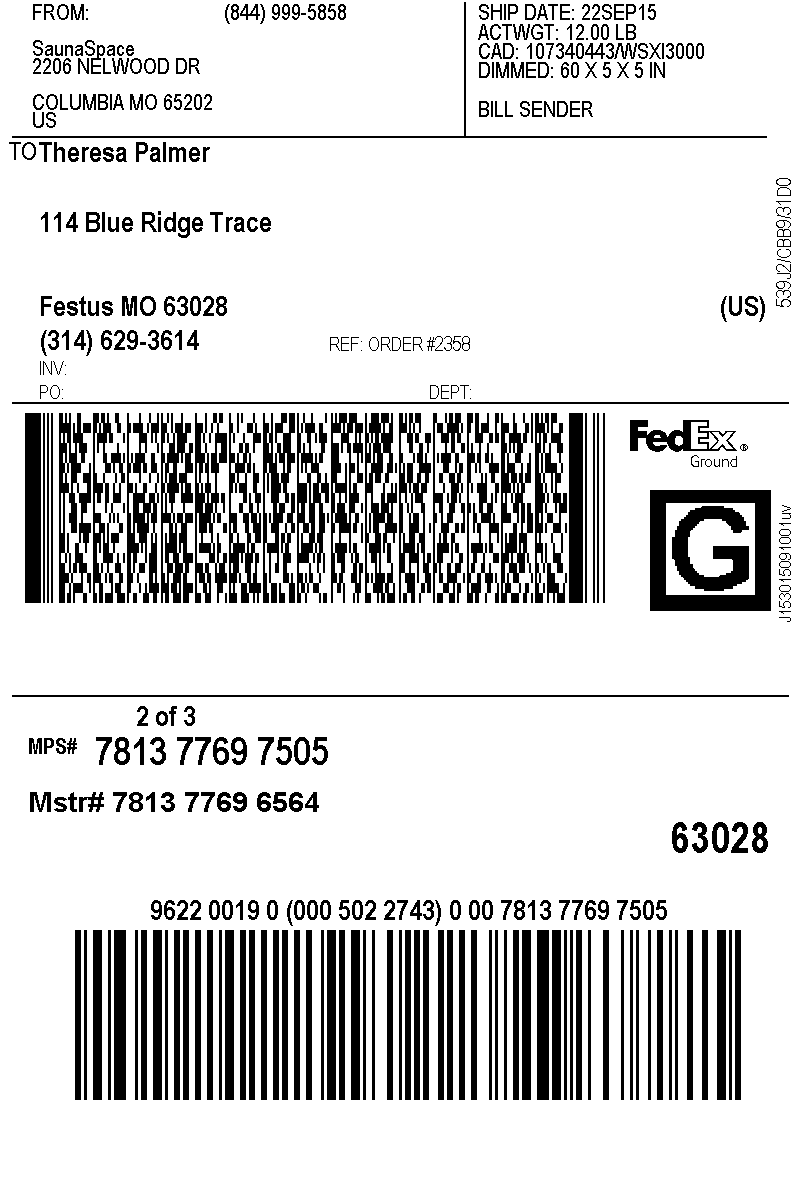 FROM: (844) 999-5858
SaunaSpace
2206 NELWOOD DR
COLUMBIA MO 65202
US
SHIP DATE: 22SEP15
ACTWGT: 12.00 LB
CAD: 107340443/WSXI3000
DIMMED: 60 X 5 X 5 IN
BILL SENDER
TO Theresa Palmer
114 Blue Ridge Trace
Festus MO 63028 (US)
(314) 629-3614 REF: ORDER #2358
INV:
PO: DEPT:
539J2/CBB9/31D0
FedEx®
Ground
G
J153015091001uv
2 of 3
MPS# 7813 7769 7505
Mstr# 7813 7769 6564
63028
9622 0019 0 (000 502 2743) 0 00 7813 7769 7505